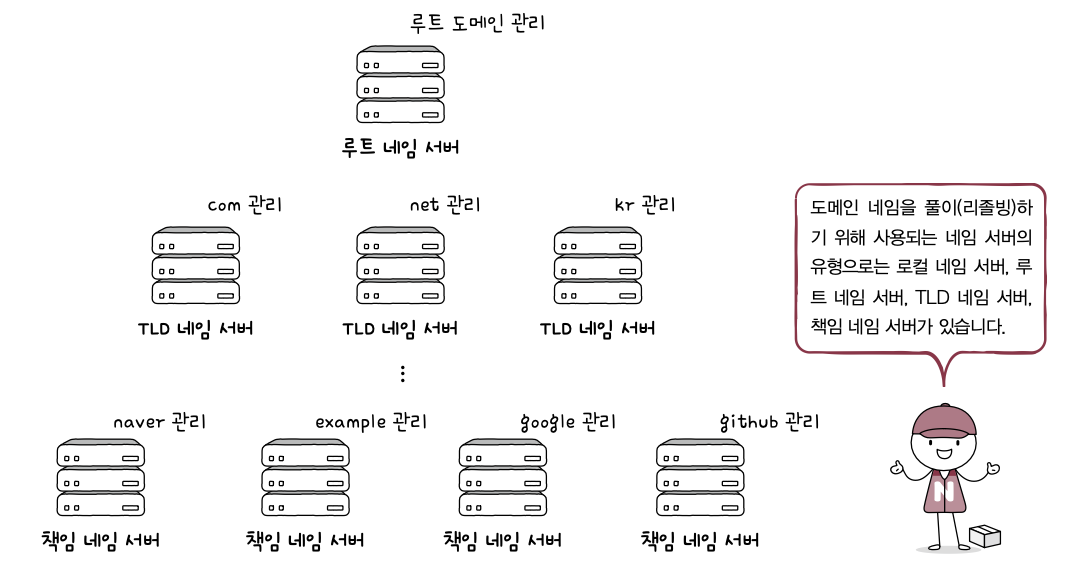 루트 도메인 관리
루트 네임 서버
com 관리
net 관리
kr 관리
TLD 네임 서버
TLD 네임 서버
TLD 네임 서버
도메인 네임을 풀이(리졸빙)하
기 위해 사용되는 네임 서버의
유형으로는 로컬 네임 서버, 루
트 네임 서버, TLD 네임 서버,
책임 네임 서버가 있습니다.
naver 관리
example 관리
google 관리
github 관리
책임 네임 서버
책임 네임 서버
책임 네임 서버
책임 네임 서버
N